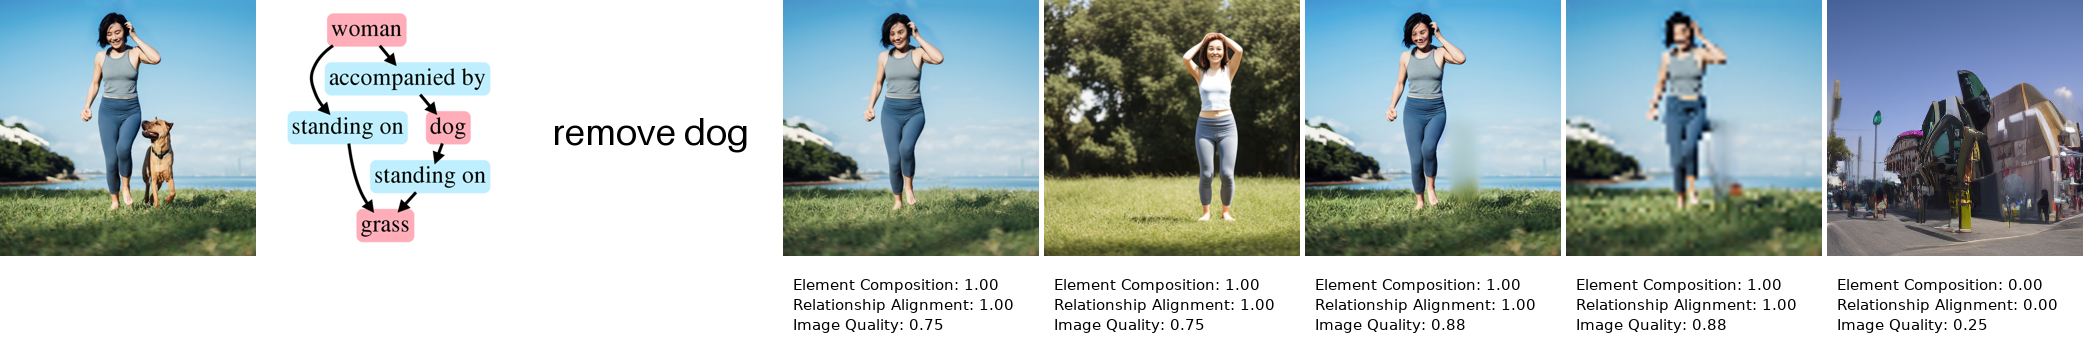 woman
accompanied by
standing on
dog
standing on
grass
remove dog
Element Composition: 1.00
Relationship Alignment: 1.00
Image Quality: 0.75
Element Composition: 1.00
Relationship Alignment: 1.00
Image Quality: 0.75
Element Composition: 1.00
Relationship Alignment: 1.00
Image Quality: 0.88
Element Composition: 1.00
Relationship Alignment: 1.00
Image Quality: 0.88
Element Composition: 0.00
Relationship Alignment: 0.00
Image Quality: 0.25